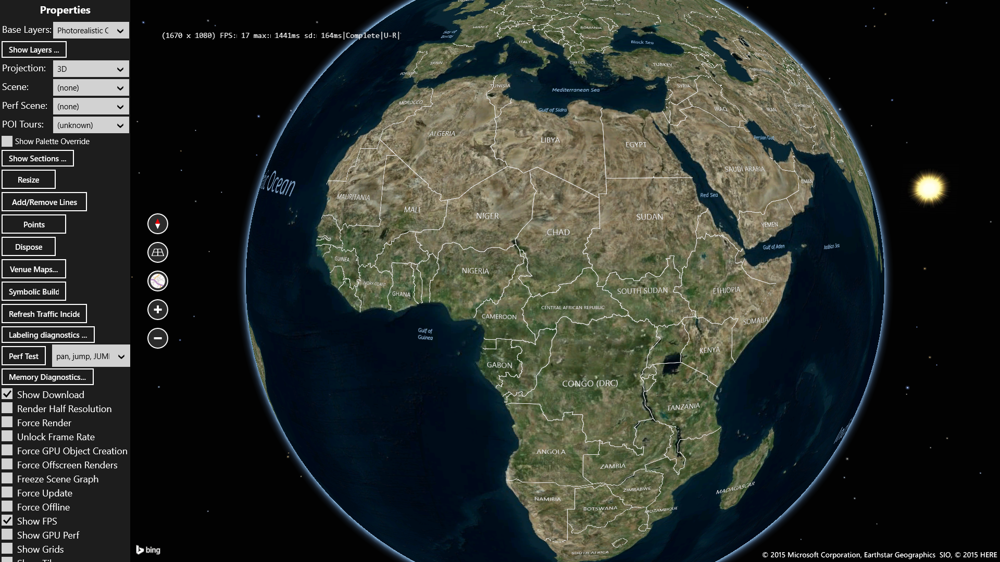 Properties
Base Layers: Photorealistic C
Show Layers ...
Projection: 3D
Scene: (none)
Perf Scene: (none)
POI Tours: (unknown)
Show Palette Override
Show Sections ...
Resize
Add/Remove Lines
Points
Dispose
Venue Maps...
Symbolic Build
Refresh Traffic Incide
Labeling diagnostics ...
Perf Test pan, jump, JUM
Memory Diagnostics...
Show Download
Render Half Resolution
Force Render
Unlock Frame Rate
Force GPU Object Creation
Force Offscreen Renders
Freeze Scene Graph
Force Update
Force Offline
Show FPS
Show GPU Perf
Show Grids
(1670 x 1080) FPS: 17 max: 1441ms sd: 164ms|Complete|U-R|
GERMANY
POLAND
UKRAINE
FRANCE
ROMANIA
Bay of
Biscay
ITALY
Black Sea
SPAIN
PORTUGAL
GREECE
TURKEY
TUNISIA
SYRIA
Mediterranean Sea
MOROCCO
Gulf of Sidra
IRAQ
IRAN
ALGERIA
LIBYA
EGYPT
Persian Gulf
SAUDI ARABIA
OMAN
Ocean
MAURITANIA
MALI
NIGER
Red Sea
SUDAN
CHAD
YEMEN
Gulf of Aden
Arabian Sea
GUINEA
NIGERIA
IVORY COAST
GHANA
SOUTH SUDAN
ETHIOPIA
CENTRAL AFRICAN REPUBLIC
CAMEROON
SOMALIA
Gulf of
Guinea
KENYA
GABON
CONGO (DRC)
TANZANIA
ANGOLA
ZAMBIA
ZIMBABWE
MADAGASCAR
NAMIBIA
BOTSWANA
MOZAMBIQUE
SOUTH AFRICA
bing
© 2015 Microsoft Corporation, Earthstar Geographics SIO, © 2015 HERE